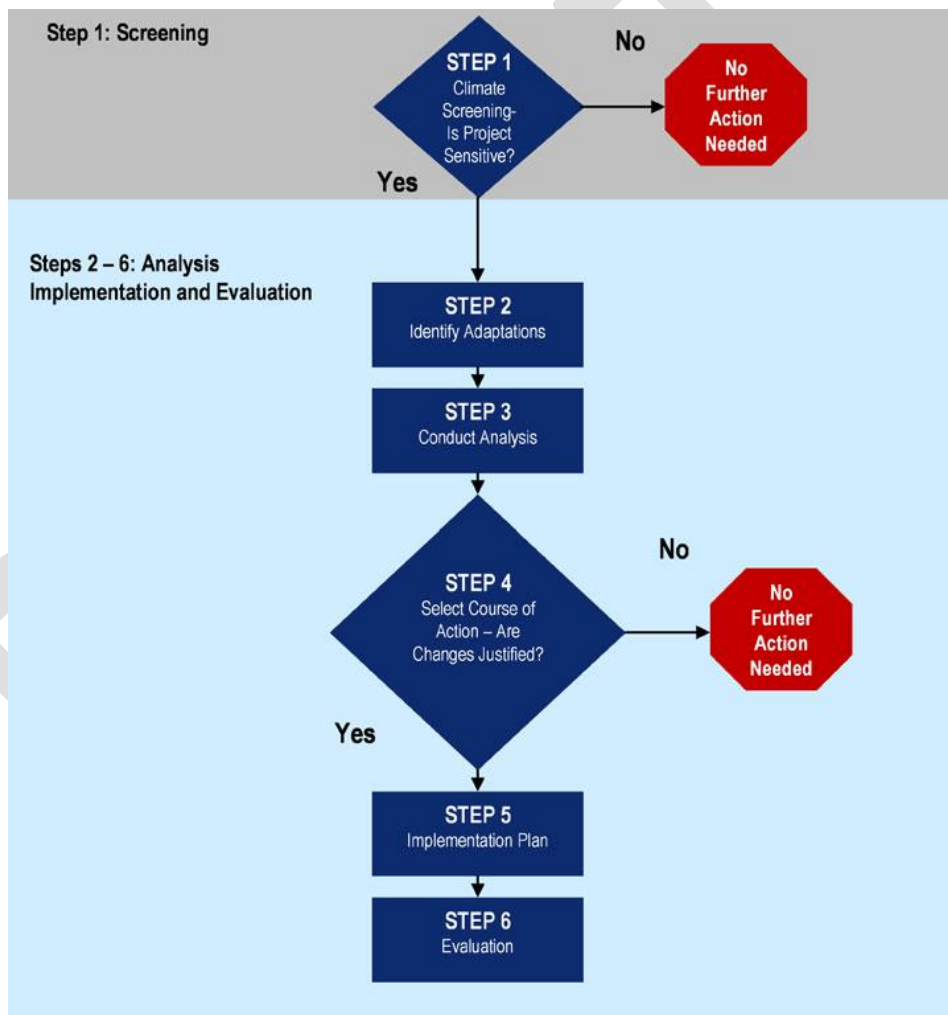 Step 1: Screening
STEP 1
Climate
Screening-
Is Project
Sensitive?
No
No
Further
Action
Needed
Yes
Steps 2 – 6: Analysis
Implementation and Evaluation
STEP 2
Identify Adaptations
STEP 3
Conduct Analysis
STEP 4
Select Course of
Action – Are
Changes Justified?
No
No
Further
Action
Needed
Yes
STEP 5
Implementation Plan
STEP 6
Evaluation